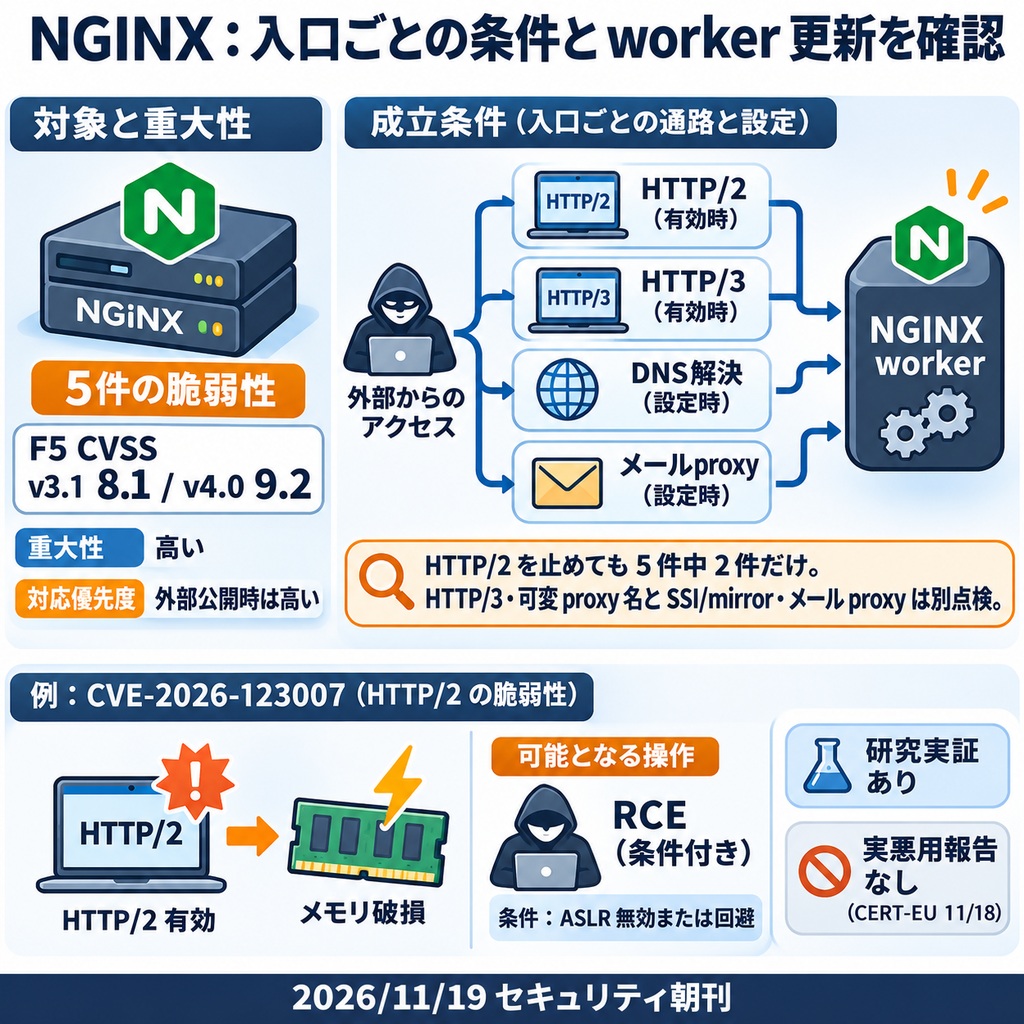 NGINX：入口ごとの条件と worker 更新を確認
対象と重大性
N
NGiNX
5件の脆弱性
F5 CVSS
v3.1 8.1 / v4.0 9.2
重大性 高い
対応優先度 外部公開時は高い
成立条件（入口ごとの通路と設定）
外部からの
アクセス
HTTP/2
HTTP/2
（有効時）
HTTP/3
HTTP/3
（有効時）
DNS解決
（設定時）
メールproxy
（設定時）
N
NGINX
worker
HTTP/2 を止めても 5 件中 2 件だけ。
HTTP/3・可変 proxy 名と SSI/mirror・メール proxy は別点検。
例：CVE-2026-123007（HTTP/2 の脆弱性）
!
HTTP/2
HTTP/2 有効
メモリ破損
可能となる操作
RCE
（条件付き）
条件：ASLR 無効または回避
研究実証
あり
実悪用報告
なし
（CERT-EU 11/18）
2026/11/19 セキュリティ朝刊